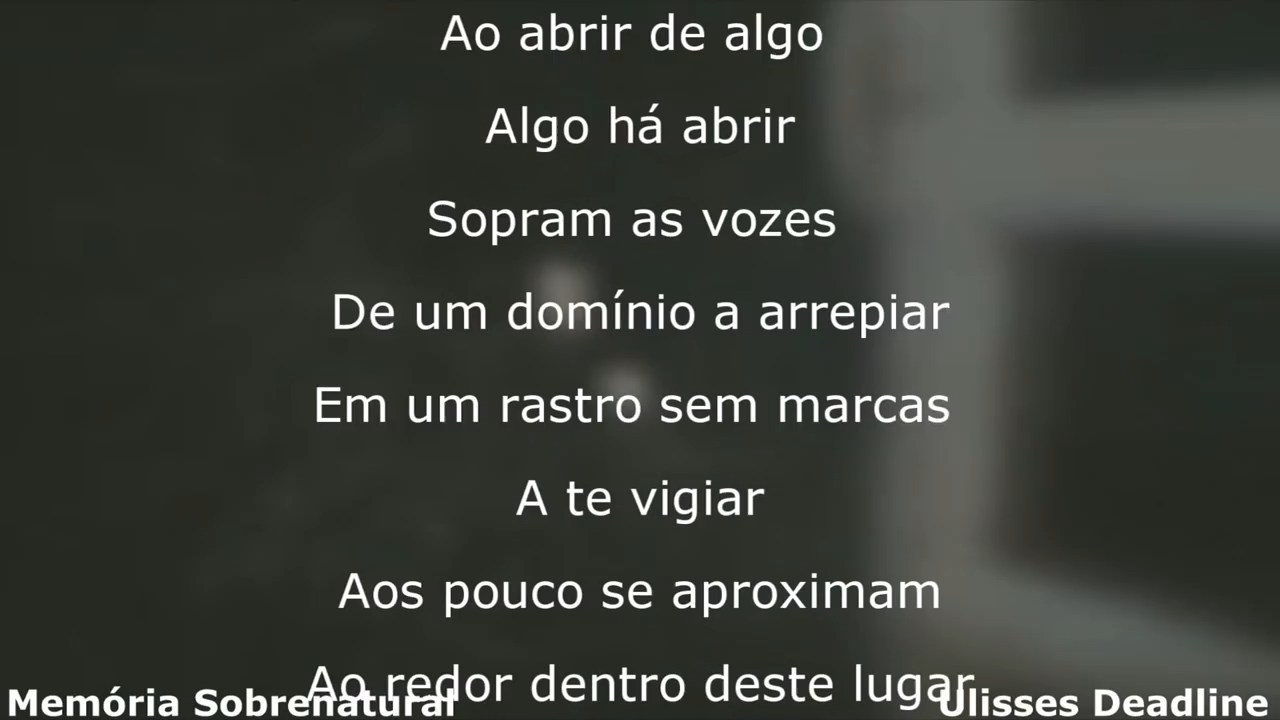 Ao abrir de algo
Algo há abrir
Sopram as vozes
De um domínio a arrepiar
Em um rastro sem marcas
A te vigiar
Aos pouco se aproximam
Ao redor dentro deste lugar
Memória Sobrenatural
Ulisses Deadline